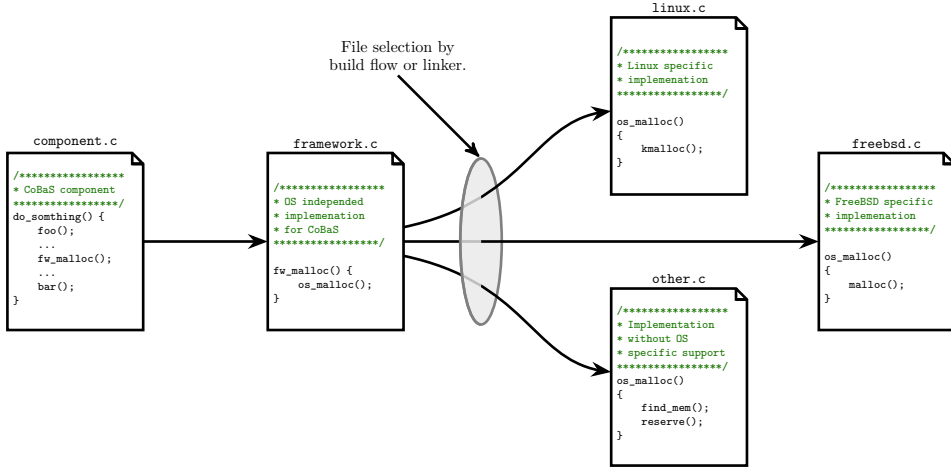 linux.c
/*****************
* Linux specific
* implemenation
*****************/
os_malloc()
{
kmalloc();
}
File selection by
build flow or linker.
component.c
/*****************
* CoBaS component
*****************/
do_somthing() {
foo();
...
fw_malloc();
...
bar();
}
framework.c
/*****************
* OS independed
* implemenation
* for CoBaS
*****************/
fw_malloc() {
os_malloc();
}
freebsd.c
/*****************
* FreeBSD specific
* implemenation
*****************/
os_malloc()
{
malloc();
}
other.c
/*****************
* Implementation
* without OS
* specific support
*****************/
os_malloc()
{
find_mem();
reserve();
}